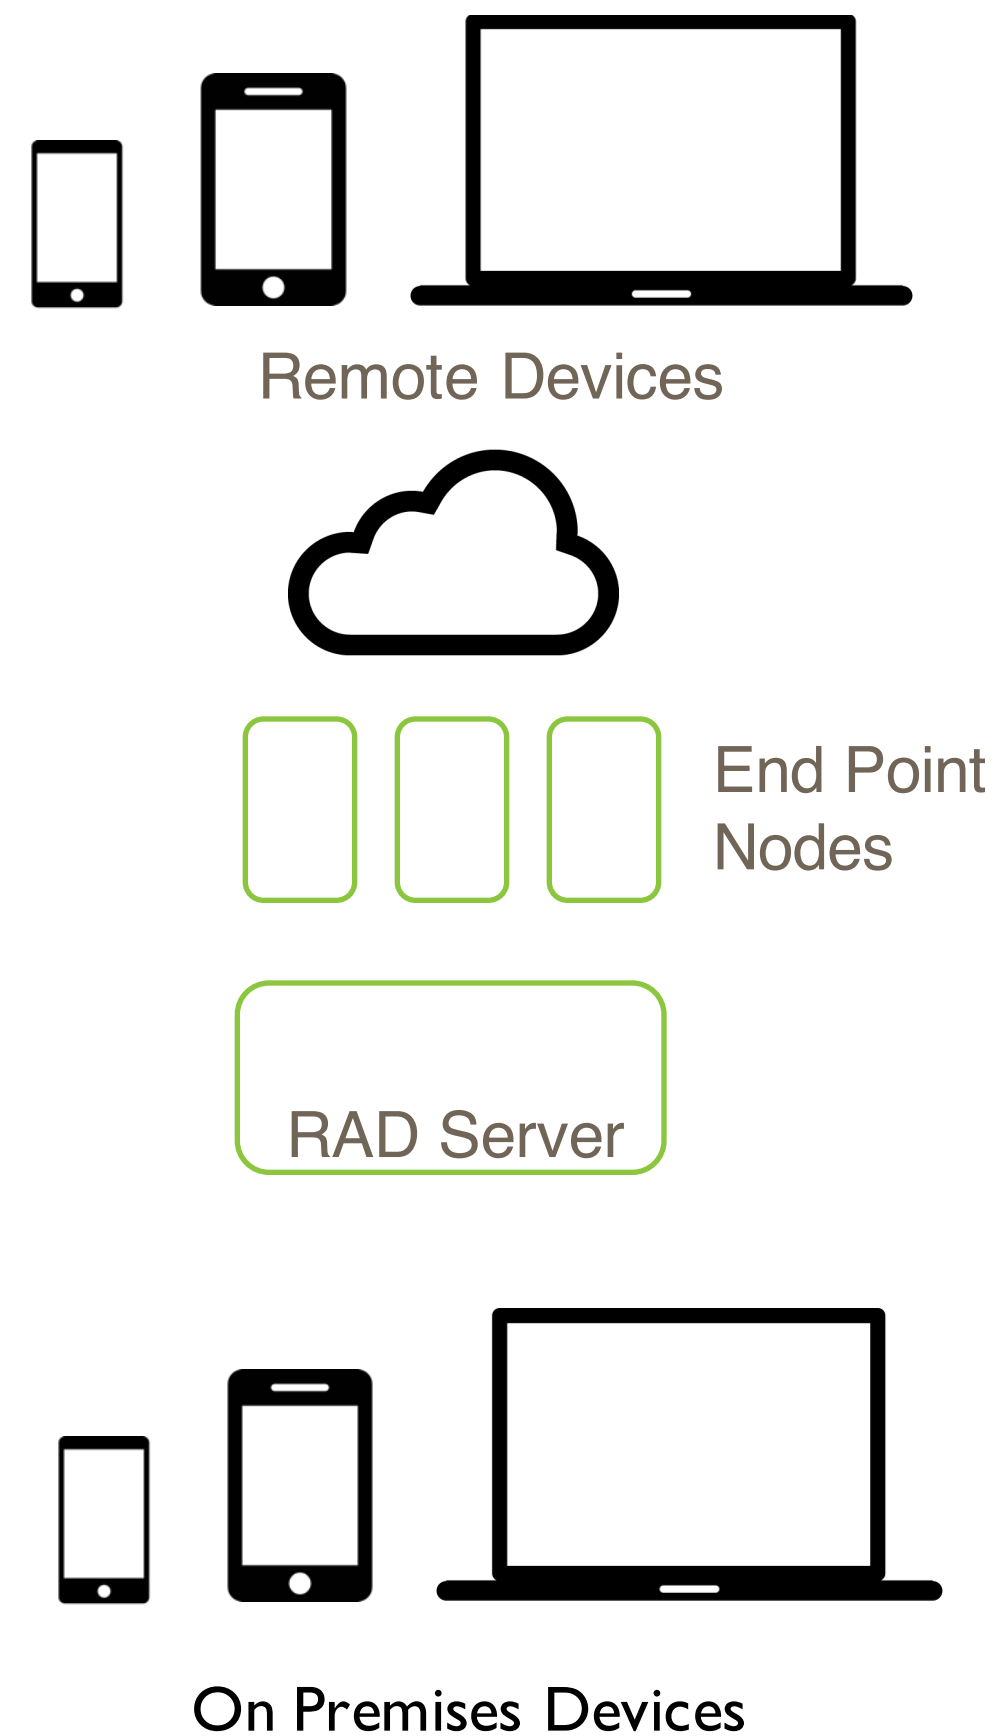 Remote Devices
End Point
Nodes
RAD Server
On Premises Devices